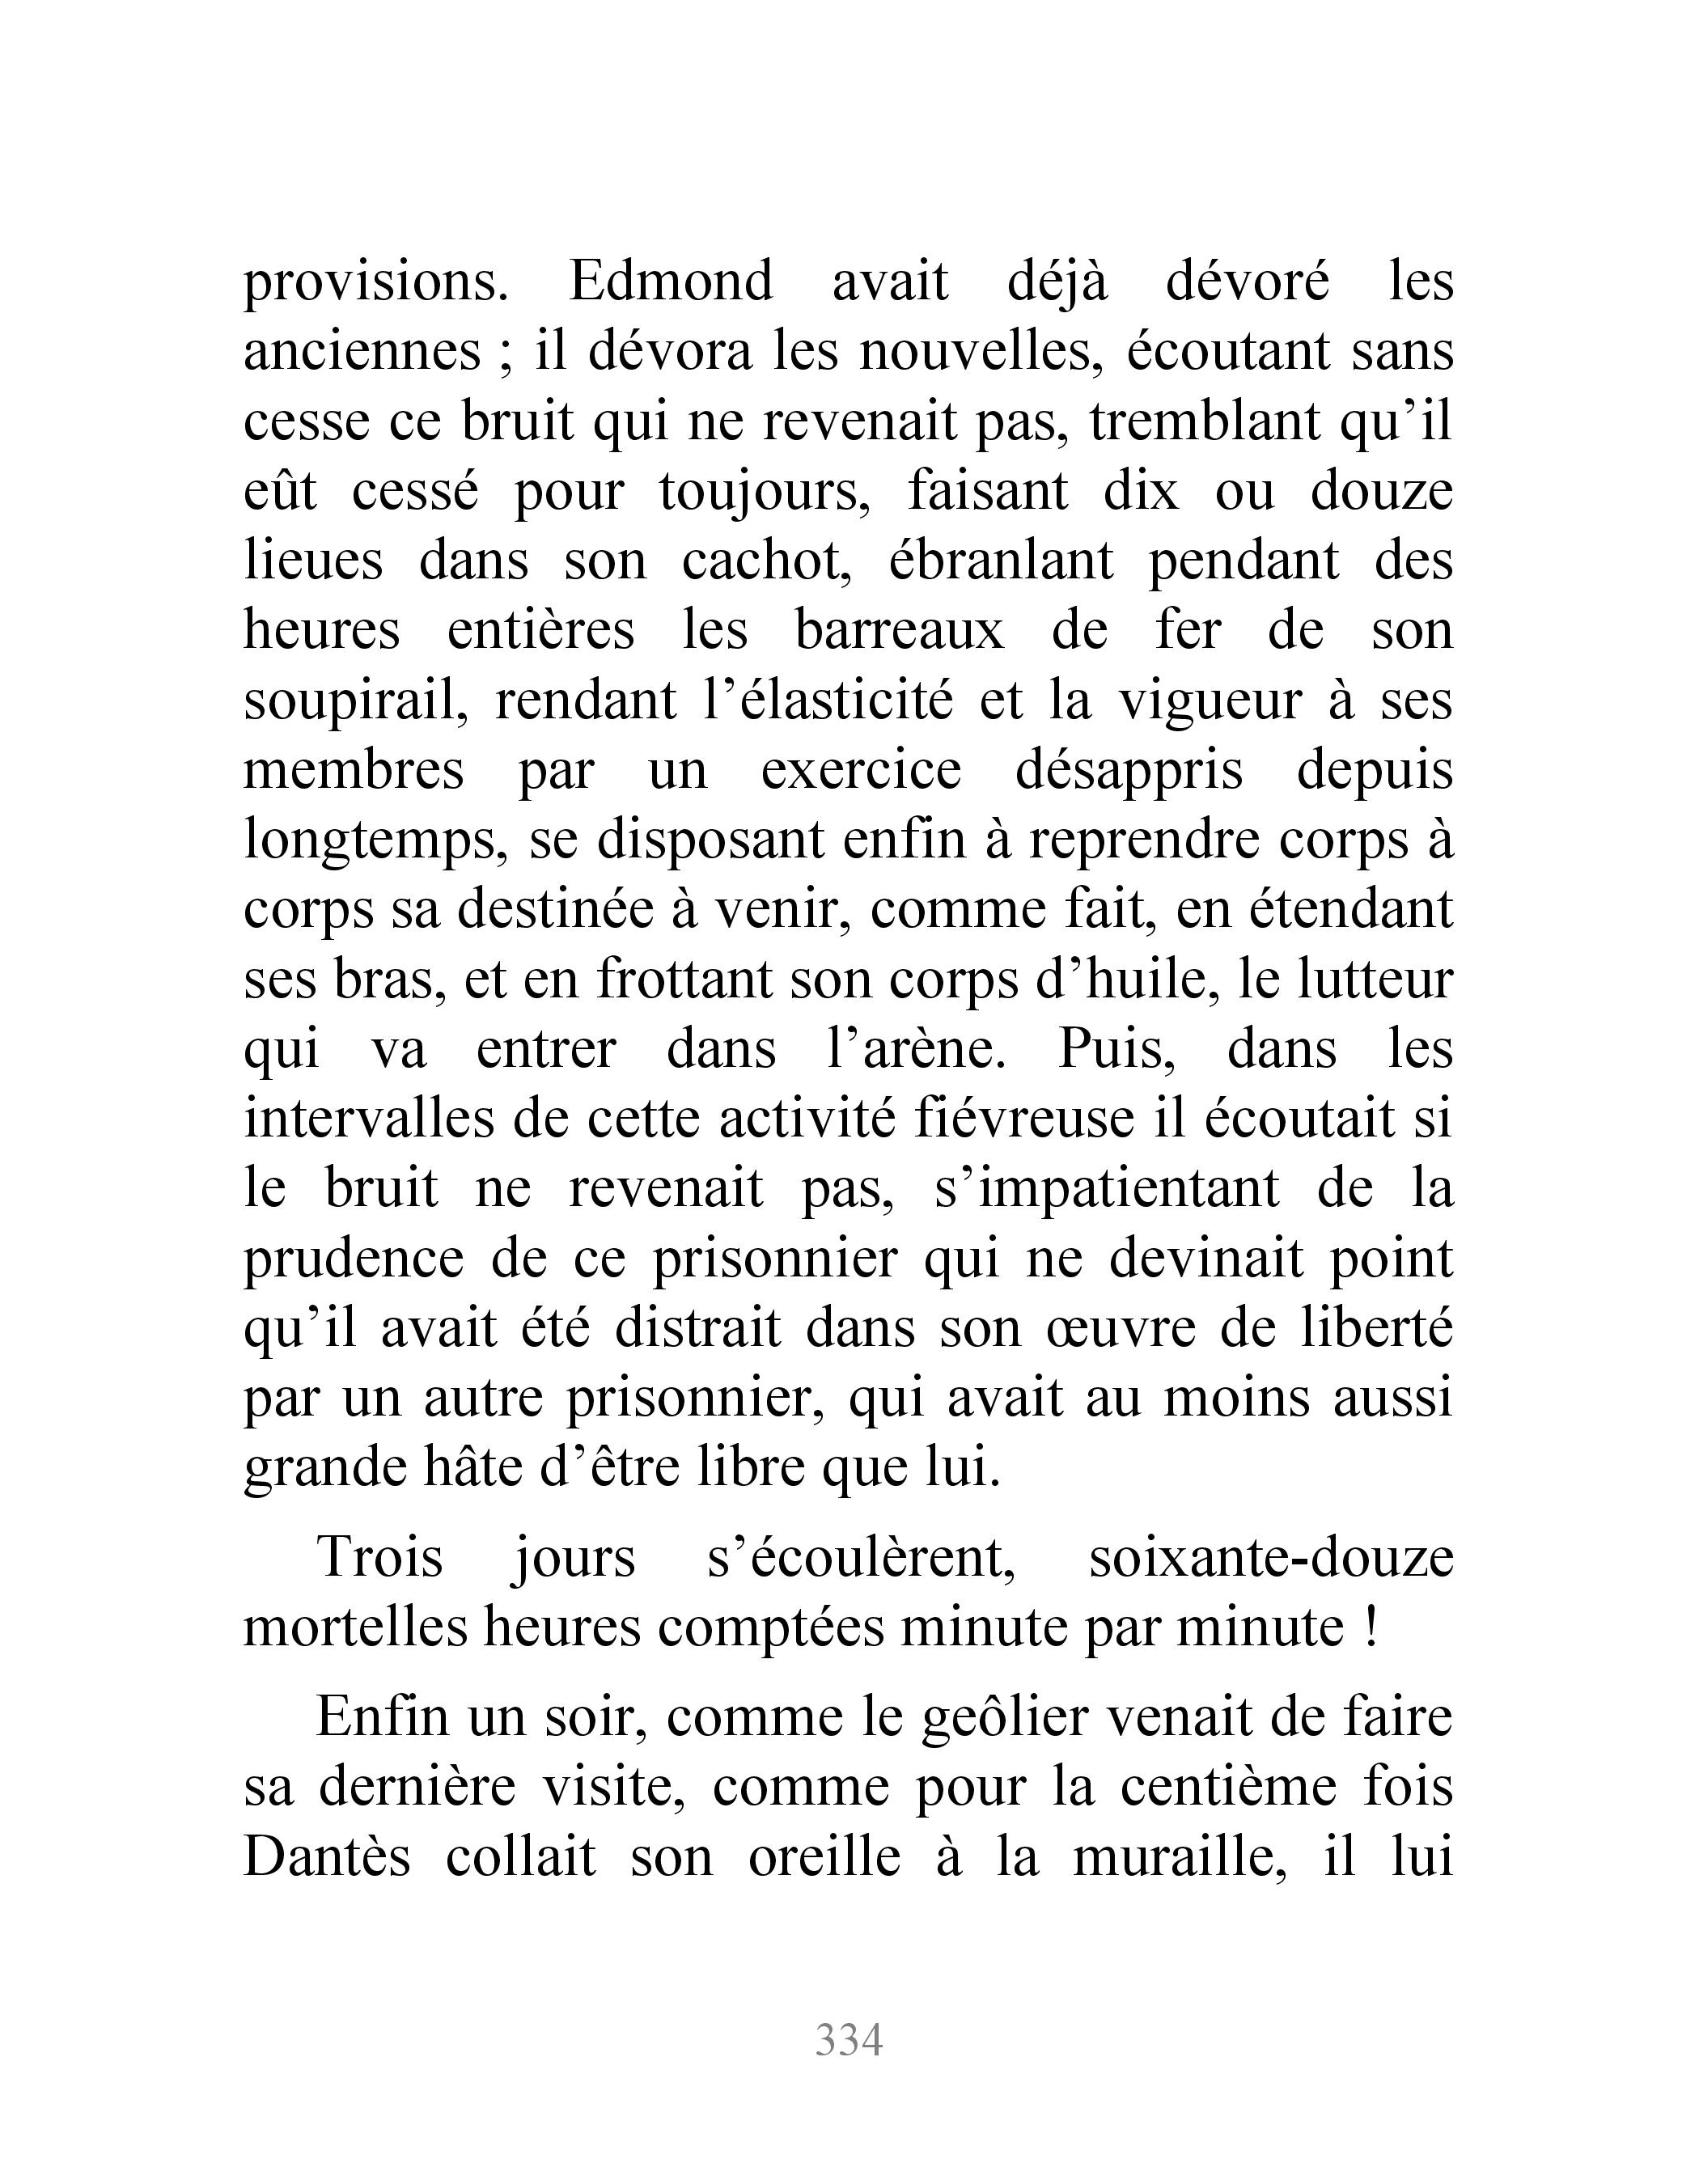 provisions. Edmond avait déjà dévoré les
anciennes ; il dévora les nouvelles, écoutant sans
cesse ce bruit qui ne revenait pas, tremblant qu’il
eût cessé pour toujours, faisant dix ou douze
lieues dans son cachot, ébranlant pendant des
heures entières les barreaux de fer de son
soupirail, rendant l’élasticité et la vigueur à ses
membres par un exercice désappris depuis
longtemps, se disposant enfin à reprendre corps à
corps sa destinée à venir, comme fait, en étendant
ses bras, et en frottant son corps d’huile, le lutteur
qui va entrer dans l’arène. Puis, dans les
intervalles de cette activité fiévreuse il écoutait si
le bruit ne revenait pas, s’impatientant de la
prudence de ce prisonnier qui ne devinait point
qu’il avait été distrait dans son œuvre de liberté
par un autre prisonnier, qui avait au moins aussi
grande hâte d’être libre que lui.
Trois jours s’écoulèrent, soixante-douze
mortelles heures comptées minute par minute !
Enfin un soir, comme le geôlier venait de faire
sa dernière visite, comme pour la centième fois
Dantès collait son oreille à la muraille, il lui
334